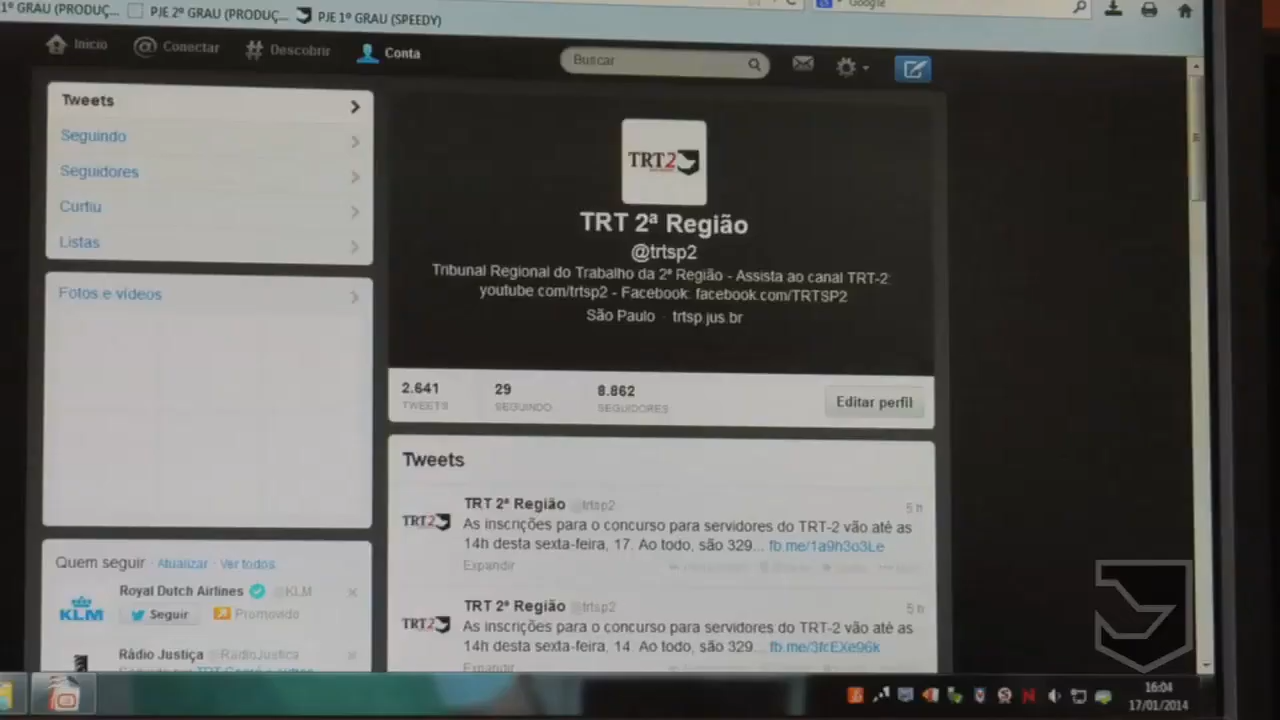 1º GRAU (PRODUÇ... PJE 2º GRAU (PRODUÇ... PJE 1º GRAU (SPEEDY)
Google
Início Conectar Descobrir Conta
Buscar
Tweets
Seguindo
Seguidores
Curtiu
Listas
Fotos e vídeos
TRT2
TRT 2ª Região
@trtsp2
Tribunal Regional do Trabalho da 2ª Região - Assista ao canal TRT-2:
youtube.com/trtsp2 - Facebook: facebook.com/TRTSP2
São Paulo · trtsp.jus.br
2.641 29 8.862
TWEETS SEGUINDO SEGUIDORES
Editar perfil
Tweets
TRT2
TRT 2ª Região @trtsp2 5 h
As inscrições para o concurso para servidores do TRT-2 vão até as
14h desta sexta-feira, 17. Ao todo, são 329... fb.me/1a9h3o3Le
Expandir
TRT2
TRT 2ª Região @trtsp2 5 h
As inscrições para o concurso para servidores do TRT-2 vão até as
14h desta sexta-feira, 14. Ao todo, são 329... fb.me/3fcEXe96k
Expandir
Quem seguir · Atualizar · Ver todos
KLM
Royal Dutch Airlines @KLM
Seguir Promovido
Rádio Justiça @RadioJustica
16:04
17/01/2014